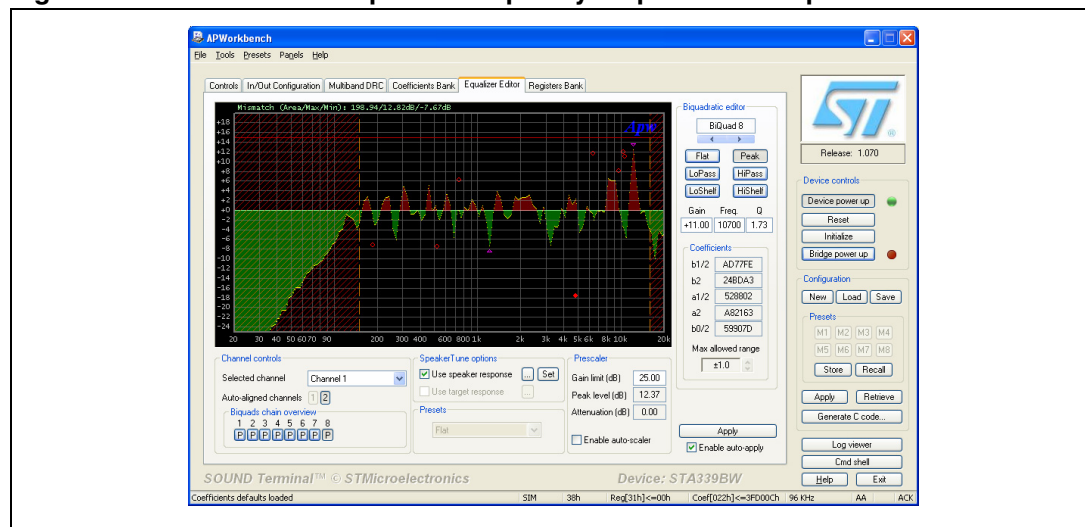 APWorkbench
File Tools Presets Panels Help
Controls In/Out Configuration Multiband DRC Coefficients Bank Equalizer Editor Registers Bank
Mismatch (Area/Max/Min): 198.94/12.82dB/-7.67dB
Apw
+18
+16
+14
+12
+10
+8
+6
+4
+2
+0
-2
-4
-6
-8
-10
-12
-14
-16
-18
-20
-22
-24
20 30 40 50 60 70 90 200 300 400 600 800 1k 2k 3k 4k 5k 6k 8k 10k 20k
Biquadratic editor
BiQuad 8
Flat Peak
LoPass HiPass
LoShelf HiShelf
Gain Freq. Q
+11.00 10700 1.73
Coefficients
b1/2 AD77FE
b2 24BDA3
a1/2 528802
a2 A82163
b0/2 59907D
Max allowed range
±1.0
Apply
Enable auto-apply
Channel controls
Selected channel Channel 1
Auto-aligned channels 1 2
Biquads chain overview
1 2 3 4 5 6 7 8
P P P P P P P P
SpeakerTune options
Use speaker response ... Set
Use target response ...
Presets
Flat
Prescaler
Gain limit (dB) 25.00
Peak level (dB) 12.37
Attenuation (dB) 0.00
Enable auto-scaler
ST
Release: 1.070
Device controls
Device power up
Reset
Initialize
Bridge power up
Configuration
New Load Save
Presets
M1 M2 M3 M4
M5 M6 M7 M8
Store Recall
Apply Retrieve
Generate C code...
Log viewer
Cmd shell
Help Exit
SOUND Terminal™ © STMicroelectronics Device: STA339BW
Coefficients defaults loaded SIM 38h Reg[31h]<=00h Coef[022h]<=3FD00Ch 96 KHz AA ACK